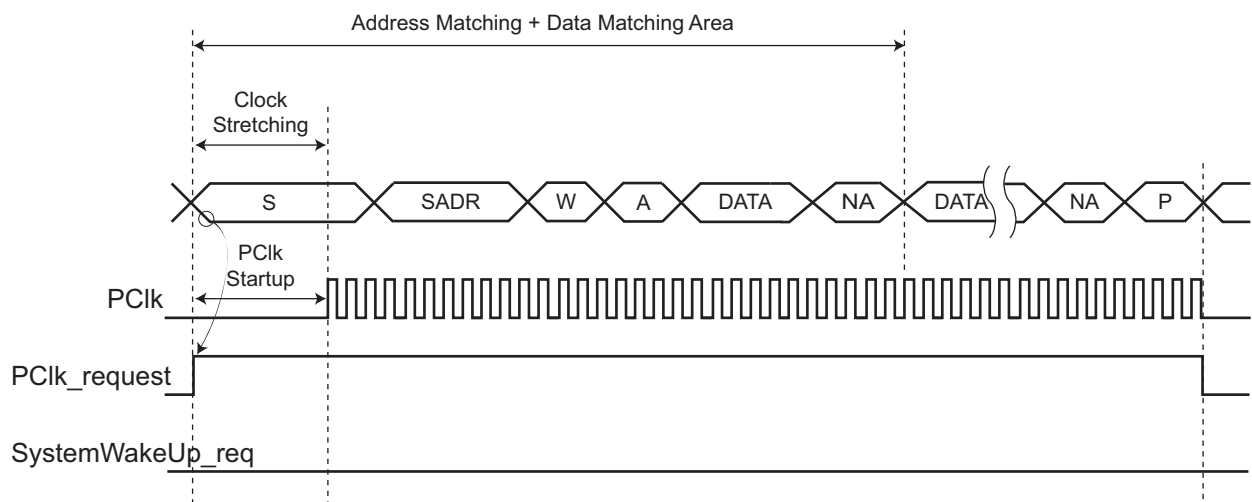 Address Matching + Data Matching Area
Clock
Stretching
S
SADR
W
A
DATA
NA
DATA
NA
P
PClk
Startup
PClk
PClk_request
SystemWakeUp_req